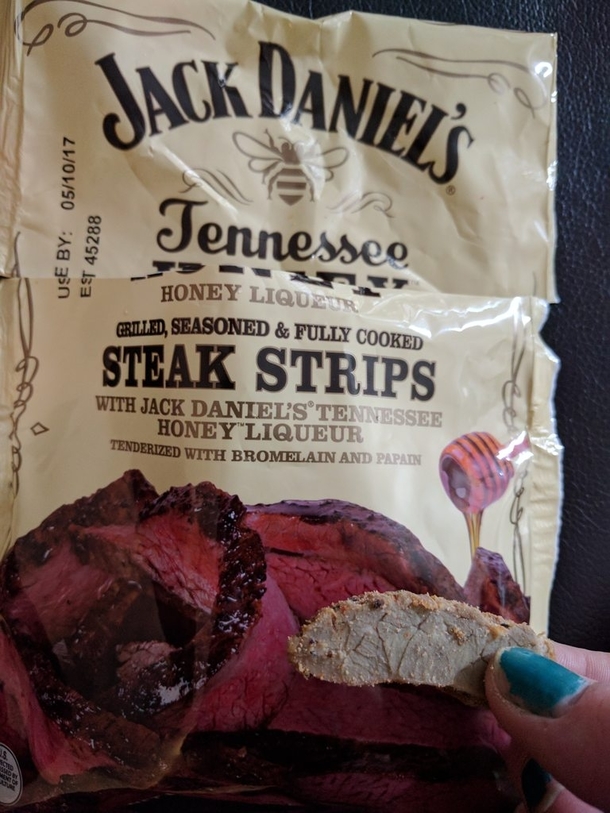 JACK DANIEL'S®
Tennessee
HONEY LIQUEUR
GRILLED, SEASONED & FULLY COOKED
STEAK STRIPS
WITH JACK DANIEL'S® TENNESSEE
HONEY™ LIQUEUR
TENDERIZED WITH BROMELAIN AND PAPAIN
USE BY: 05/10/17
EST 45288